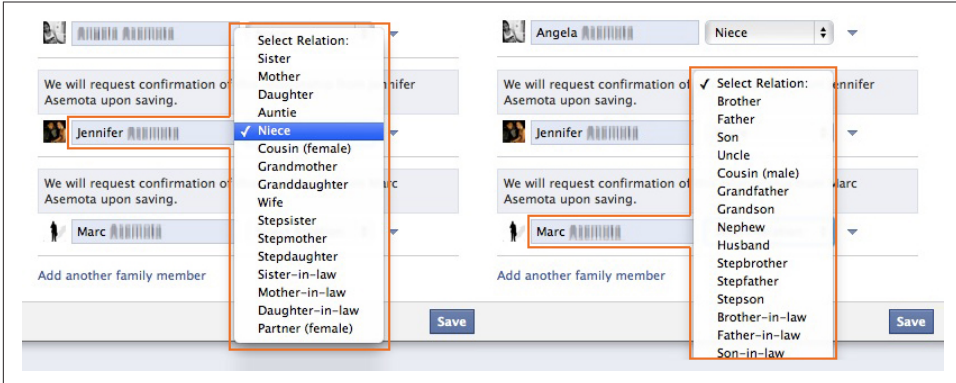 Select Relation:
Sister
Mother
Daughter
Auntie
Niece
Cousin (female)
Grandmother
Granddaughter
Wife
Stepsister
Stepmother
Stepdaughter
Sister-in-law
Mother-in-law
Daughter-in-law
Partner (female)
We will request confirmation of
Asemota upon saving.
Jennifer
We will request confirmation of
Asemota upon saving.
Marc
Add another family member
Save
Angela
Niece
We will request confirmation of
Asemota upon saving.
Jennifer
We will request confirmation of
Asemota upon saving.
Marc
Add another family member
Select Relation:
Brother
Father
Son
Uncle
Cousin (male)
Grandfather
Grandson
Nephew
Husband
Stepbrother
Stepfather
Stepson
Brother-in-law
Father-in-law
Son-in-law
Save